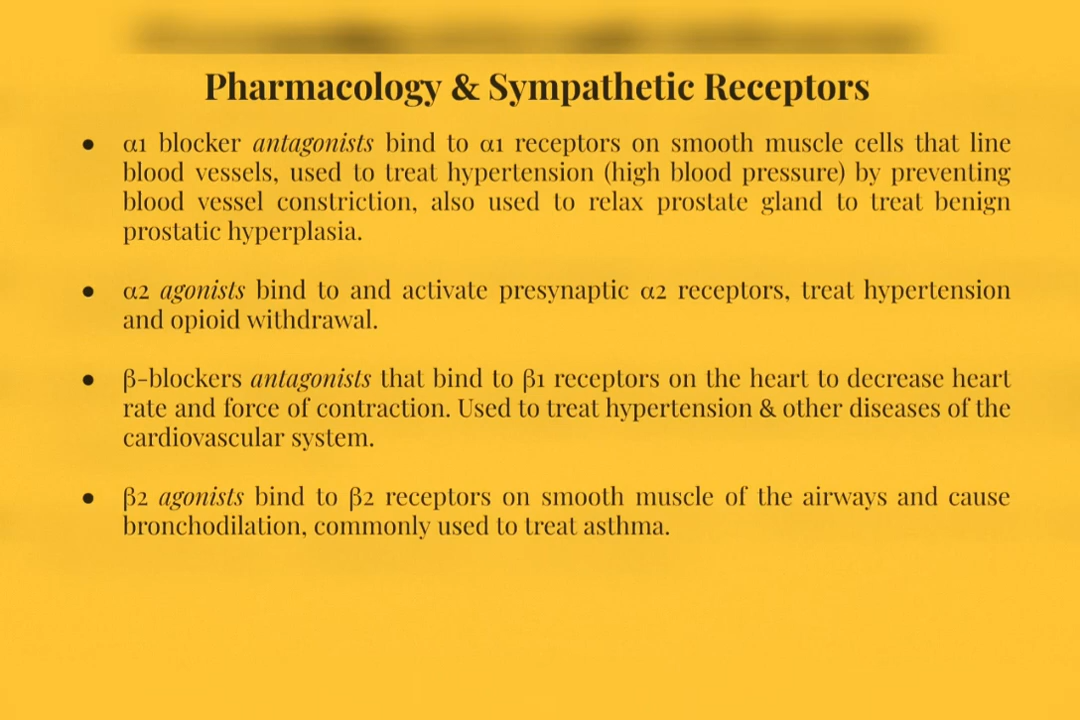 Pharmacology & Sympathetic Receptors
● α1 blocker antagonists bind to α1 receptors on smooth muscle cells that line
blood vessels, used to treat hypertension (high blood pressure) by preventing
blood vessel constriction, also used to relax prostate gland to treat benign
prostatic hyperplasia.
● α2 agonists bind to and activate presynaptic α2 receptors, treat hypertension
and opioid withdrawal.
● β-blockers antagonists that bind to β1 receptors on the heart to decrease heart
rate and force of contraction. Used to treat hypertension & other diseases of the
cardiovascular system.
● β2 agonists bind to β2 receptors on smooth muscle of the airways and cause
bronchodilation, commonly used to treat asthma.